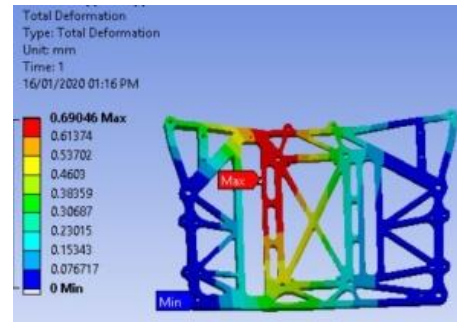 Total Deformation
Type: Total Deformation
Unit: mm
Time: 1
16/01/2020 01:16 PM
0.69046 Max
0.61374
0.53702
0.4603
0.38359
0.30687
0.23015
0.15343
0.076717
0 Min
Max
Min